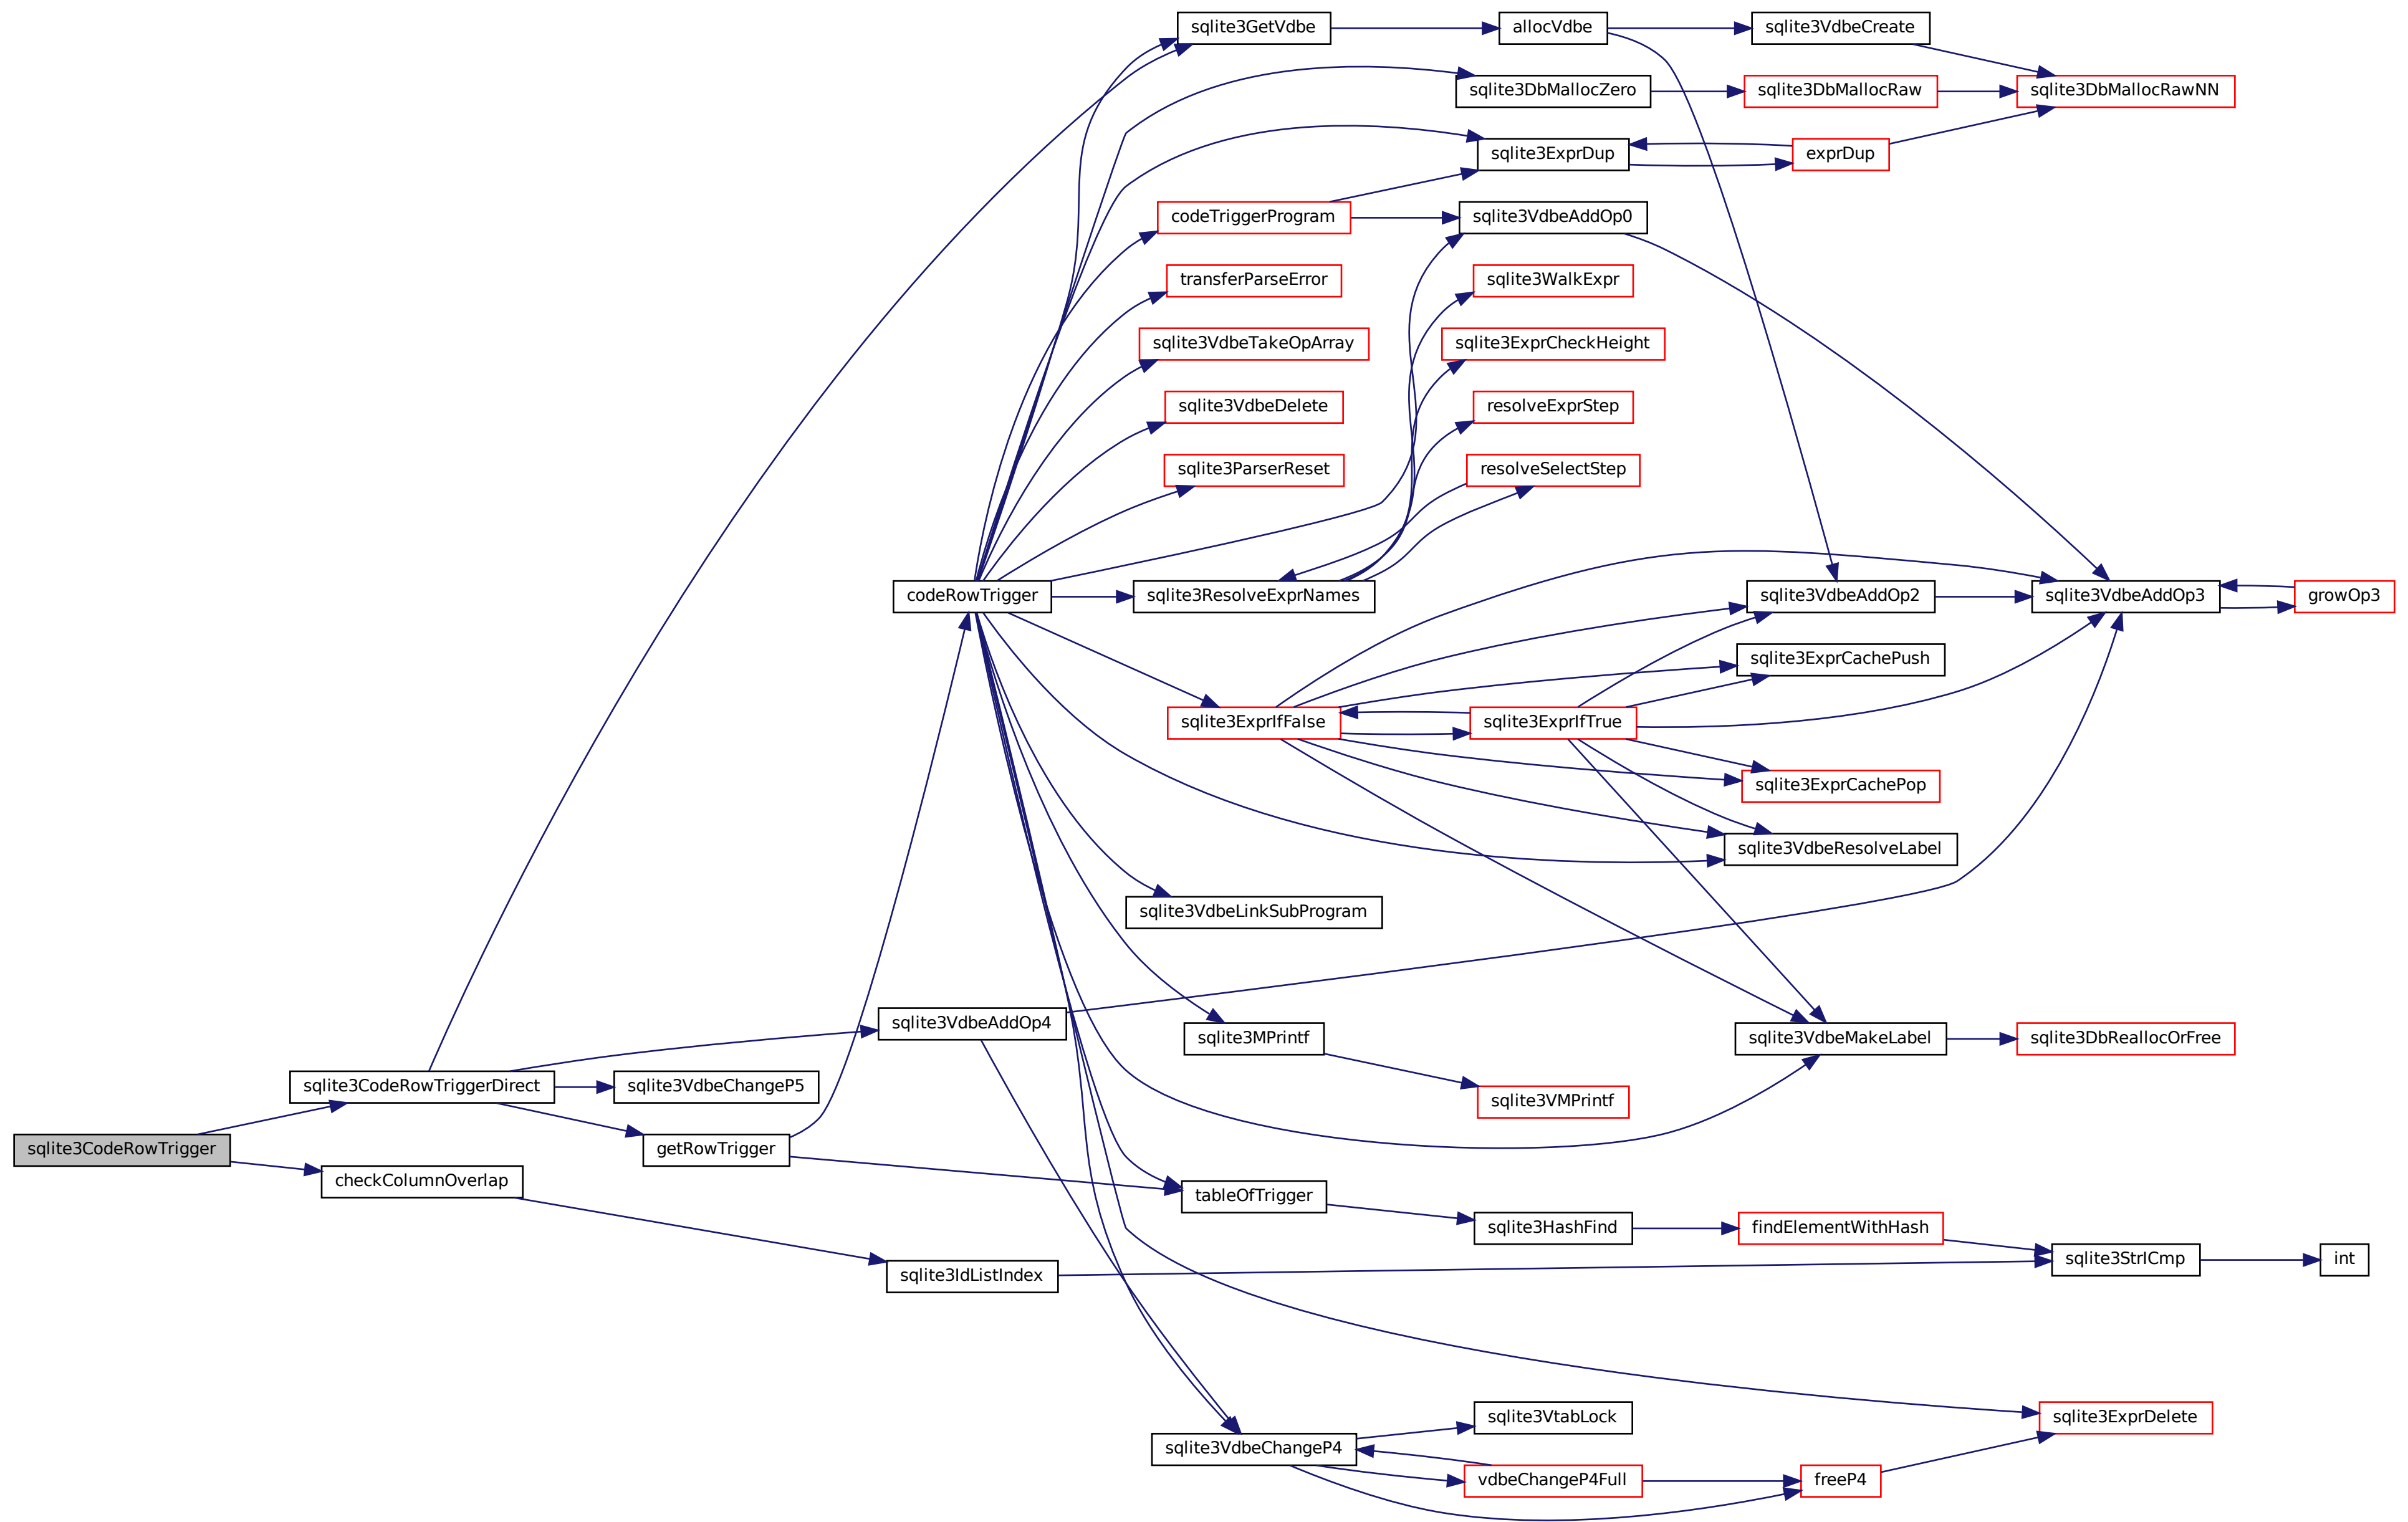 sqlite3GetVdbe
allocVdbe
sqlite3VdbeCreate
sqlite3DbMallocZero
sqlite3DbMallocRaw
sqlite3DbMallocRawNN
sqlite3ExprDup
exprDup
codeTriggerProgram
sqlite3VdbeAddOp0
transferParseError
sqlite3WalkExpr
sqlite3VdbeTakeOpArray
sqlite3ExprCheckHeight
sqlite3VdbeDelete
resolveExprStep
sqlite3ParserReset
resolveSelectStep
codeRowTrigger
sqlite3ResolveExprNames
sqlite3VdbeAddOp2
sqlite3VdbeAddOp3
growOp3
sqlite3ExprCachePush
sqlite3ExprIfFalse
sqlite3ExprIfTrue
sqlite3ExprCachePop
sqlite3VdbeResolveLabel
sqlite3VdbeLinkSubProgram
sqlite3VdbeAddOp4
sqlite3MPrintf
sqlite3VdbeMakeLabel
sqlite3DbReallocOrFree
sqlite3CodeRowTriggerDirect
sqlite3VdbeChangeP5
sqlite3VMPrintf
sqlite3CodeRowTrigger
getRowTrigger
checkColumnOverlap
tableOfTrigger
sqlite3HashFind
findElementWithHash
sqlite3IdListIndex
sqlite3StrICmp
int
sqlite3VtabLock
sqlite3ExprDelete
sqlite3VdbeChangeP4
vdbeChangeP4Full
freeP4